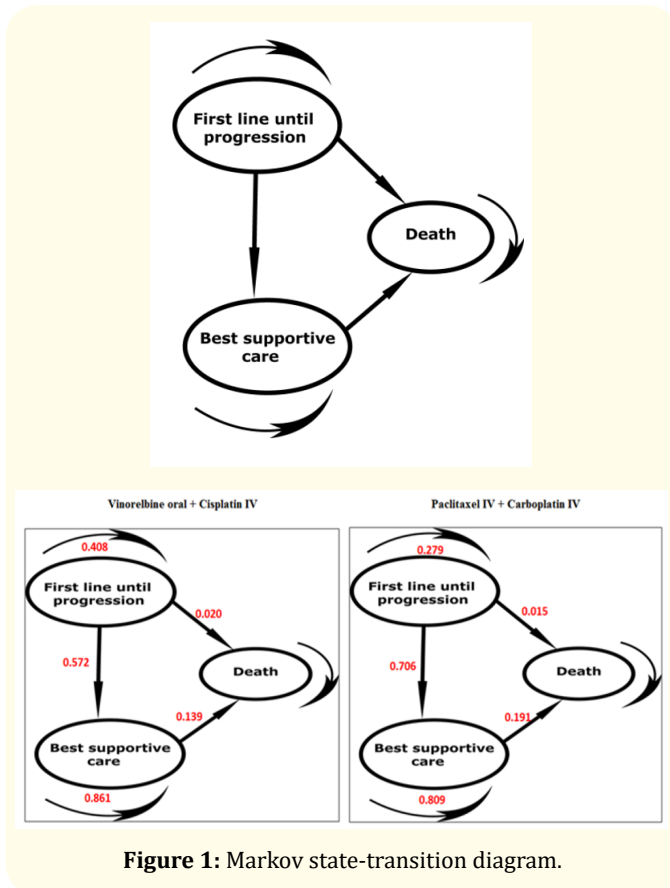 First line until
progression
Death
Best supportive
care
Vinorelbine oral + Cisplatin IV
0.408
First line until
progression
0.020
0.572
Death
0.139
Best supportive
care
0.861
Paclitaxel IV + Carboplatin IV
0.279
First line until
progression
0.015
0.706
Death
0.191
Best supportive
care
0.809
Figure 1: Markov state-transition diagram.